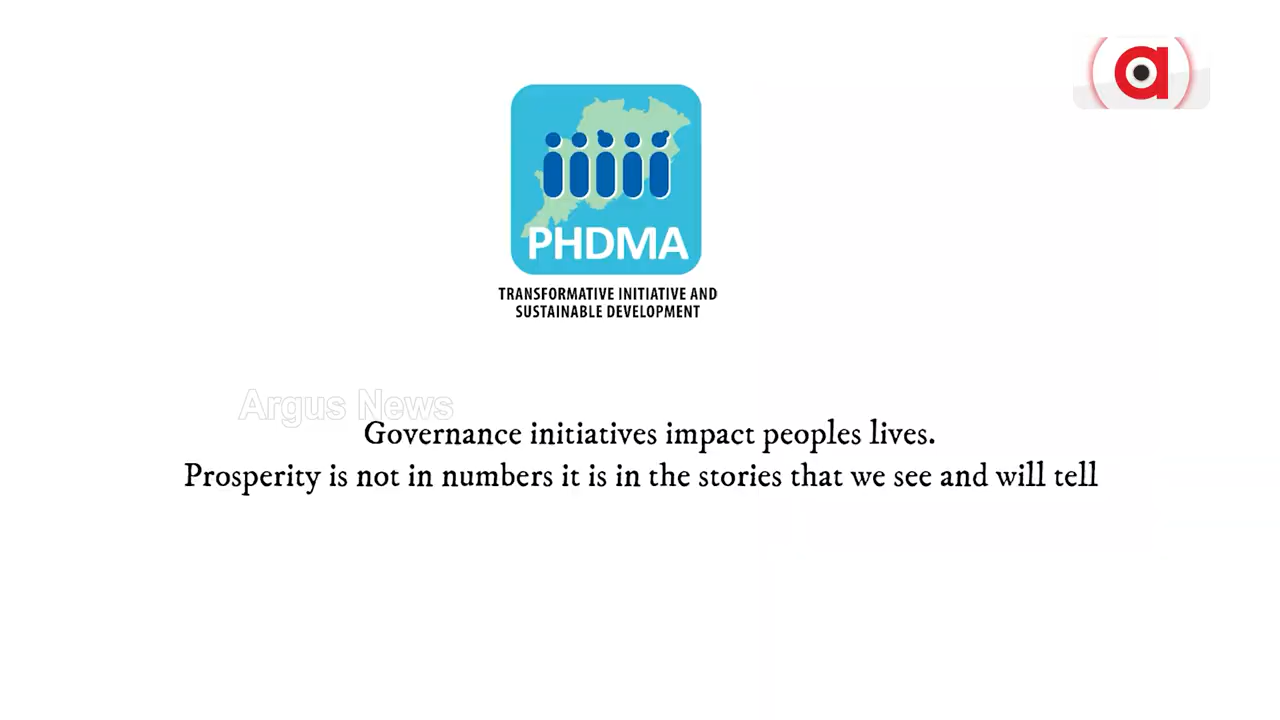 PHDMA
TRANSFORMATIVE INITIATIVE AND
SUSTAINABLE DEVELOPMENT
Argus News
Governance initiatives impact peoples lives.
Prosperity is not in numbers it is in the stories that we see and will tell